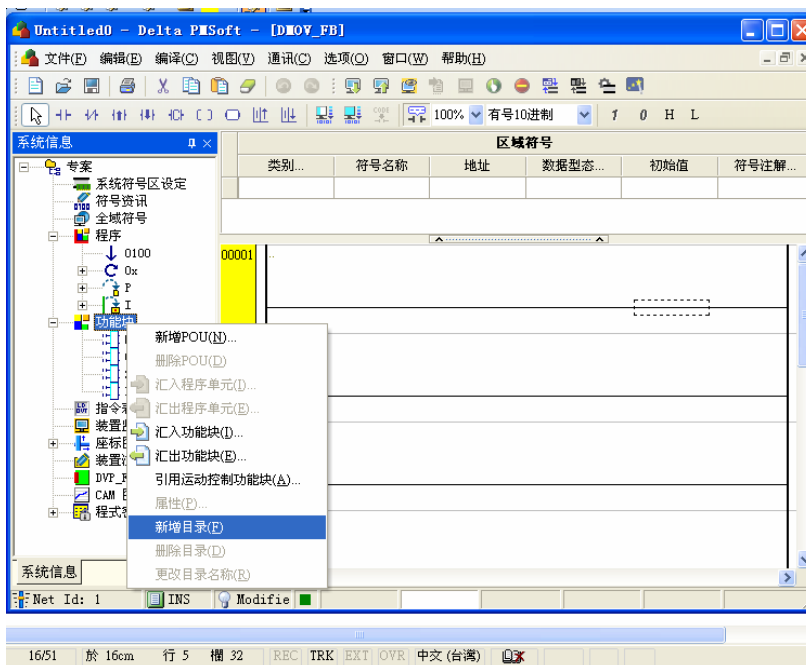 Untitled0 - Delta PMSoft - [DMOV_FB]
文件(F) 编辑(E) 编译(C) 视图(V) 通讯(C) 选项(O) 窗口(W) 帮助(H)
CODE 100% 有号10进制 1 0 H L
系统信息
专案
系统符号区设定
符号资讯
全域符号
程序
0100
0x
P
I
功能块
指令
装置
座标
装置
DVP_F
CAM
程式
系统信息
区域符号
类别... 符号名称 地址 数据型态... 初始值 符号注解...
00001
新增POU(N)...
删除POU(D)
汇入程序单元(I)...
汇出程序单元(E)...
汇入功能块(I)...
汇出功能块(E)...
引用运动控制功能块(A)...
属性(P)...
新增目录(F)
删除目录(D)
更改目录名称(R)
Net Id: 1 INS Modifie
16/51 於 16cm 行 5 欄 32 REC TRK EXT OVR 中文(台灣)